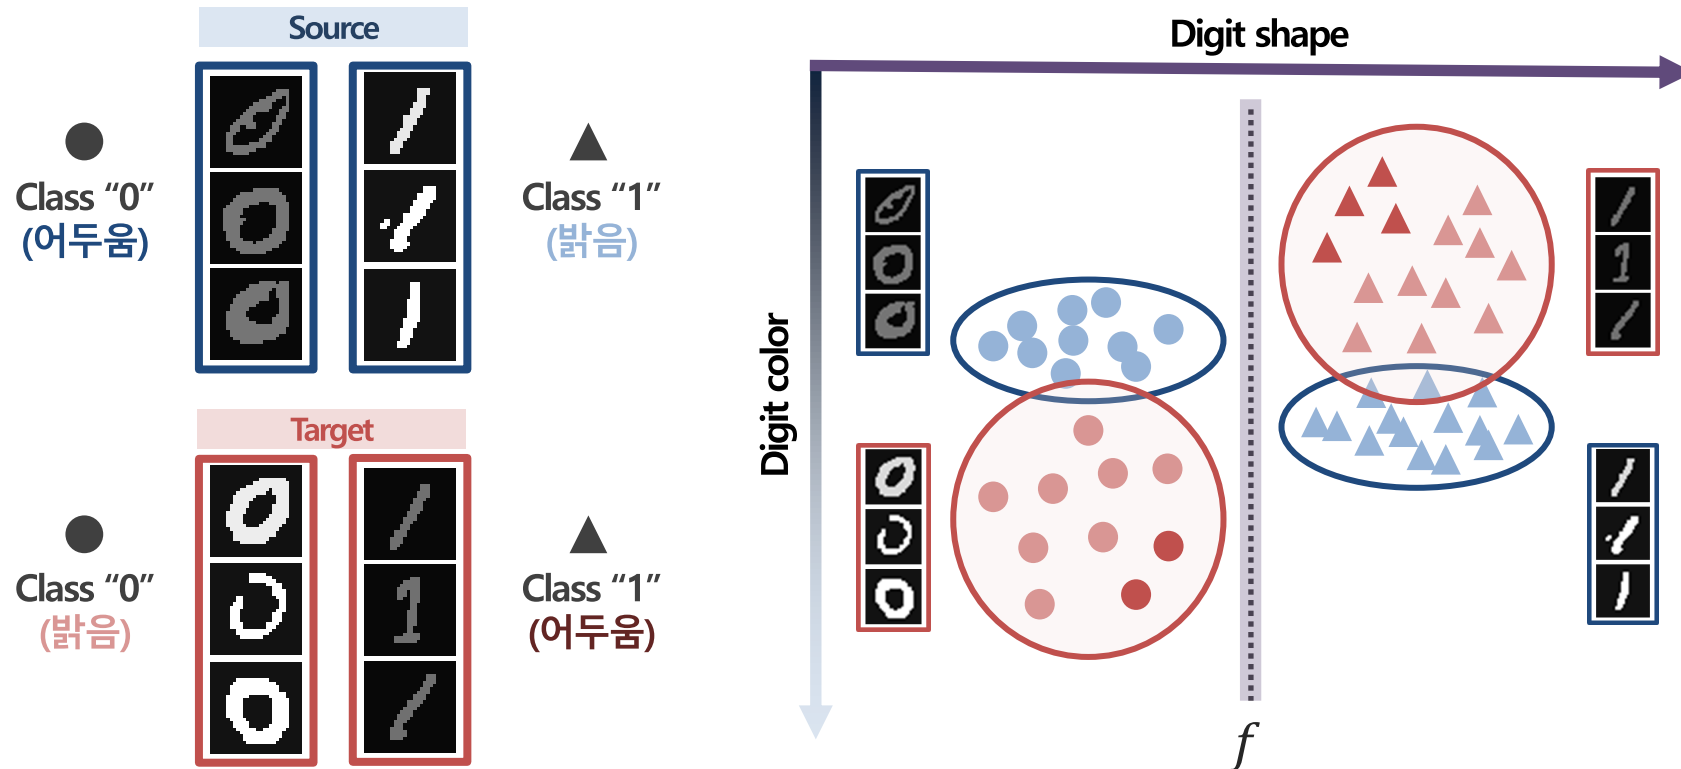 Source
Class “0”
(어두움)
Class “1”
(밝음)
Target
Class “0”
(밝음)
Class “1”
(어두움)
Digit shape
Digit color
f